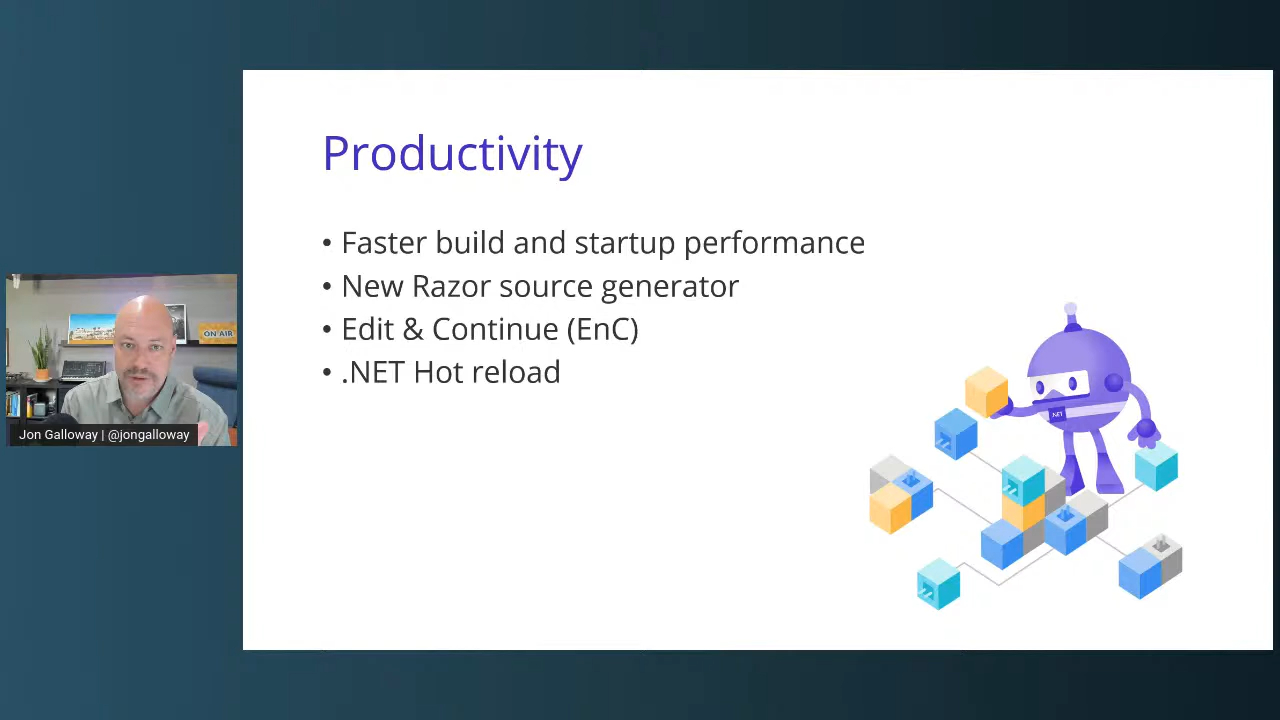 Productivity
• Faster build and startup performance
• New Razor source generator
• Edit & Continue (EnC)
• .NET Hot reload
.NET
ON AIR
Jon Galloway | @jongalloway